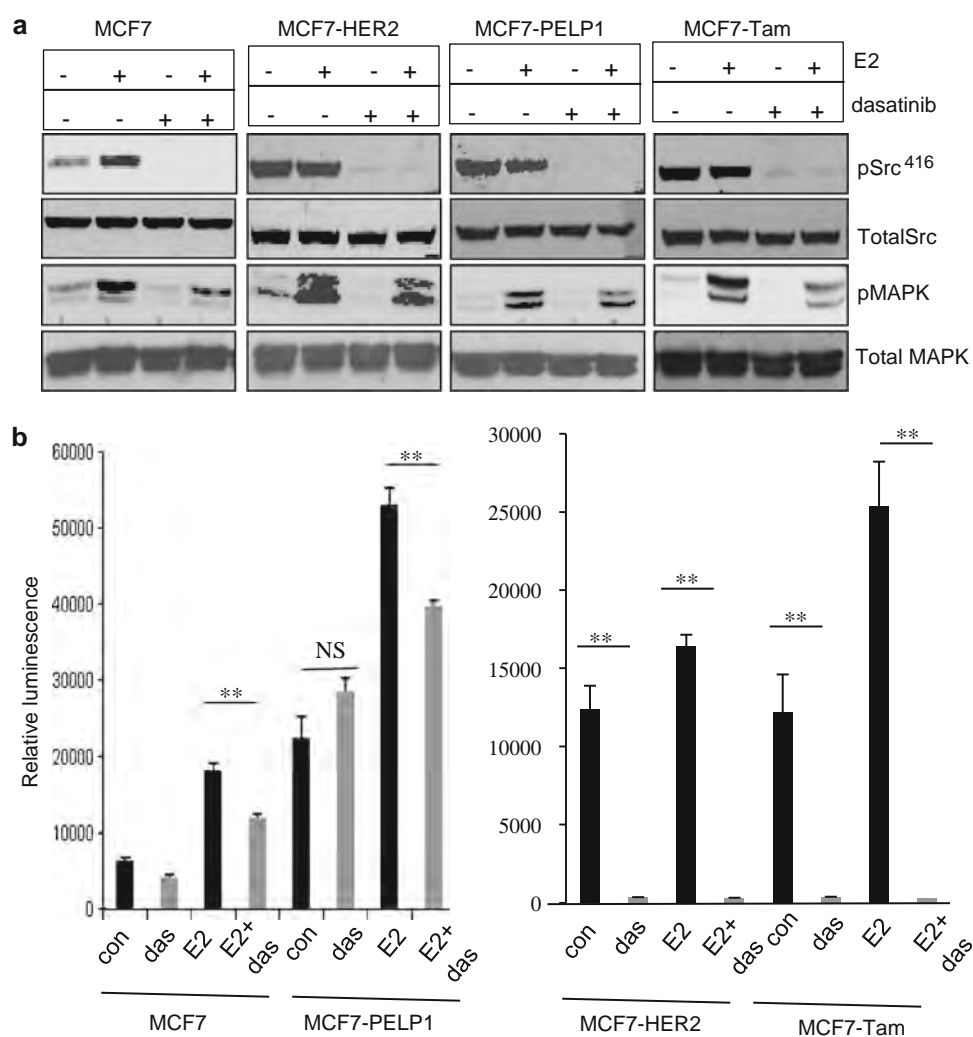 a
MCF7 MCF7-HER2 MCF7-PELP1 MCF7-Tam
- + - + - + - + - + - + - + - + E2
- - + + - - + + - - + + - - + + dasatinib
pSrc416
TotalSrc
pMAPK
Total MAPK
b
Relative luminescence
60000
50000
40000
30000
20000
10000
0
**
NS
**
con das E2 E2+ das con das E2 E2+ das
MCF7 MCF7-PELP1
30000
25000
20000
15000
10000
5000
0
**
**
**
**
con das E2 E2+ das con das E2 E2+ das
MCF7-HER2 MCF7-Tam